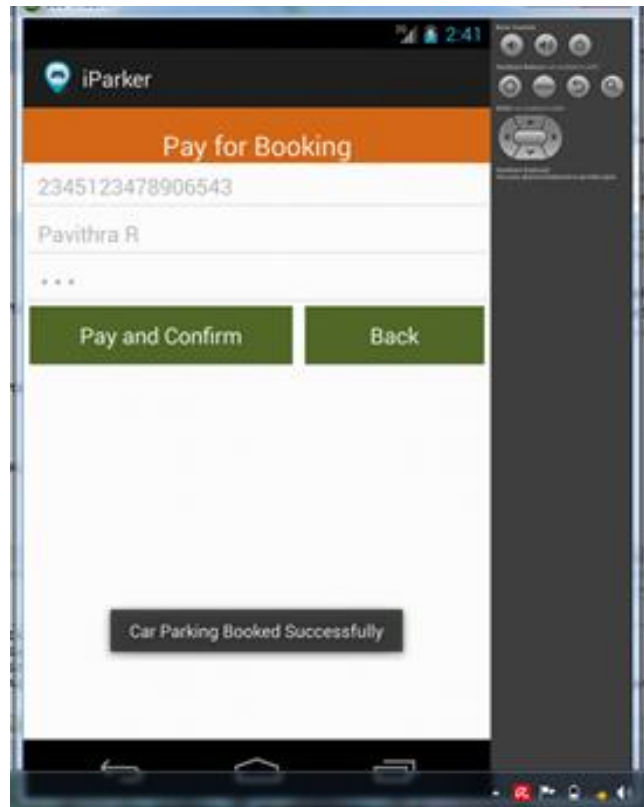 2:41
iParker
Pay for Booking
2345123478906543
Pavithra R
Pay and Confirm
Back
Car Parking Booked Successfully